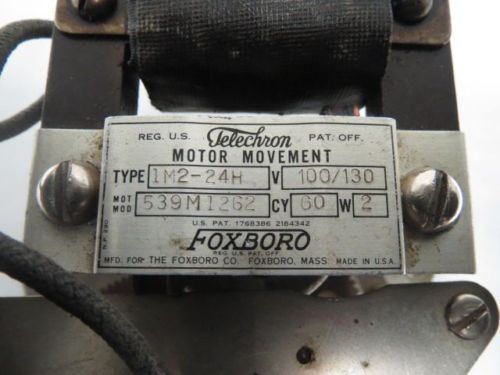 REG. U.S. Telechron PAT. OFF.
MOTOR MOVEMENT
TYPE 1M2-24H V 100/130
MOT MOD 539M1262 CY 60 W 2
U.S. PAT. 1768386 2184342
FOXBORO
REG. U.S. PAT. OFF.
MFD. FOR THE FOXBORO CO. FOXBORO, MASS. MADE IN U.S.A.